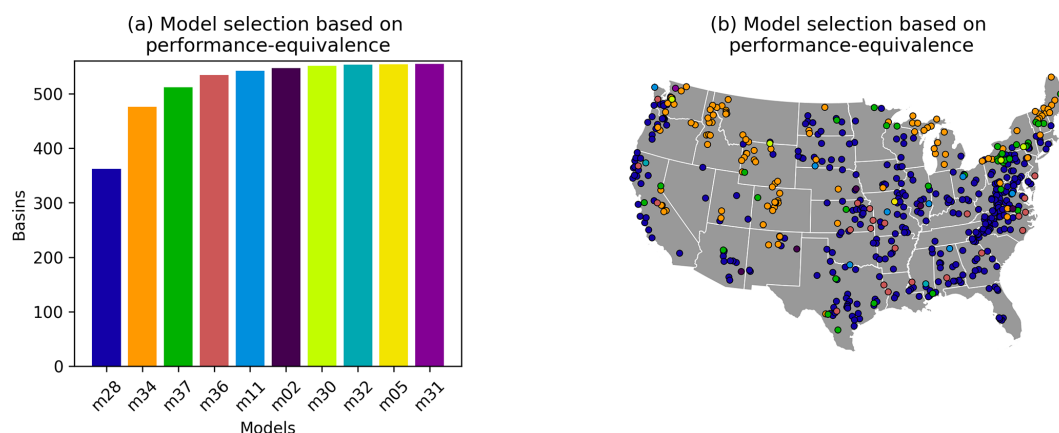 (a) Model selection based on
performance-equivalence
500
400
300
200
100
0
Basins
m28
m34
m37
m36
m11
m02
m30
m32
m05
m31
Models
(b) Model selection based on
performance-equivalence